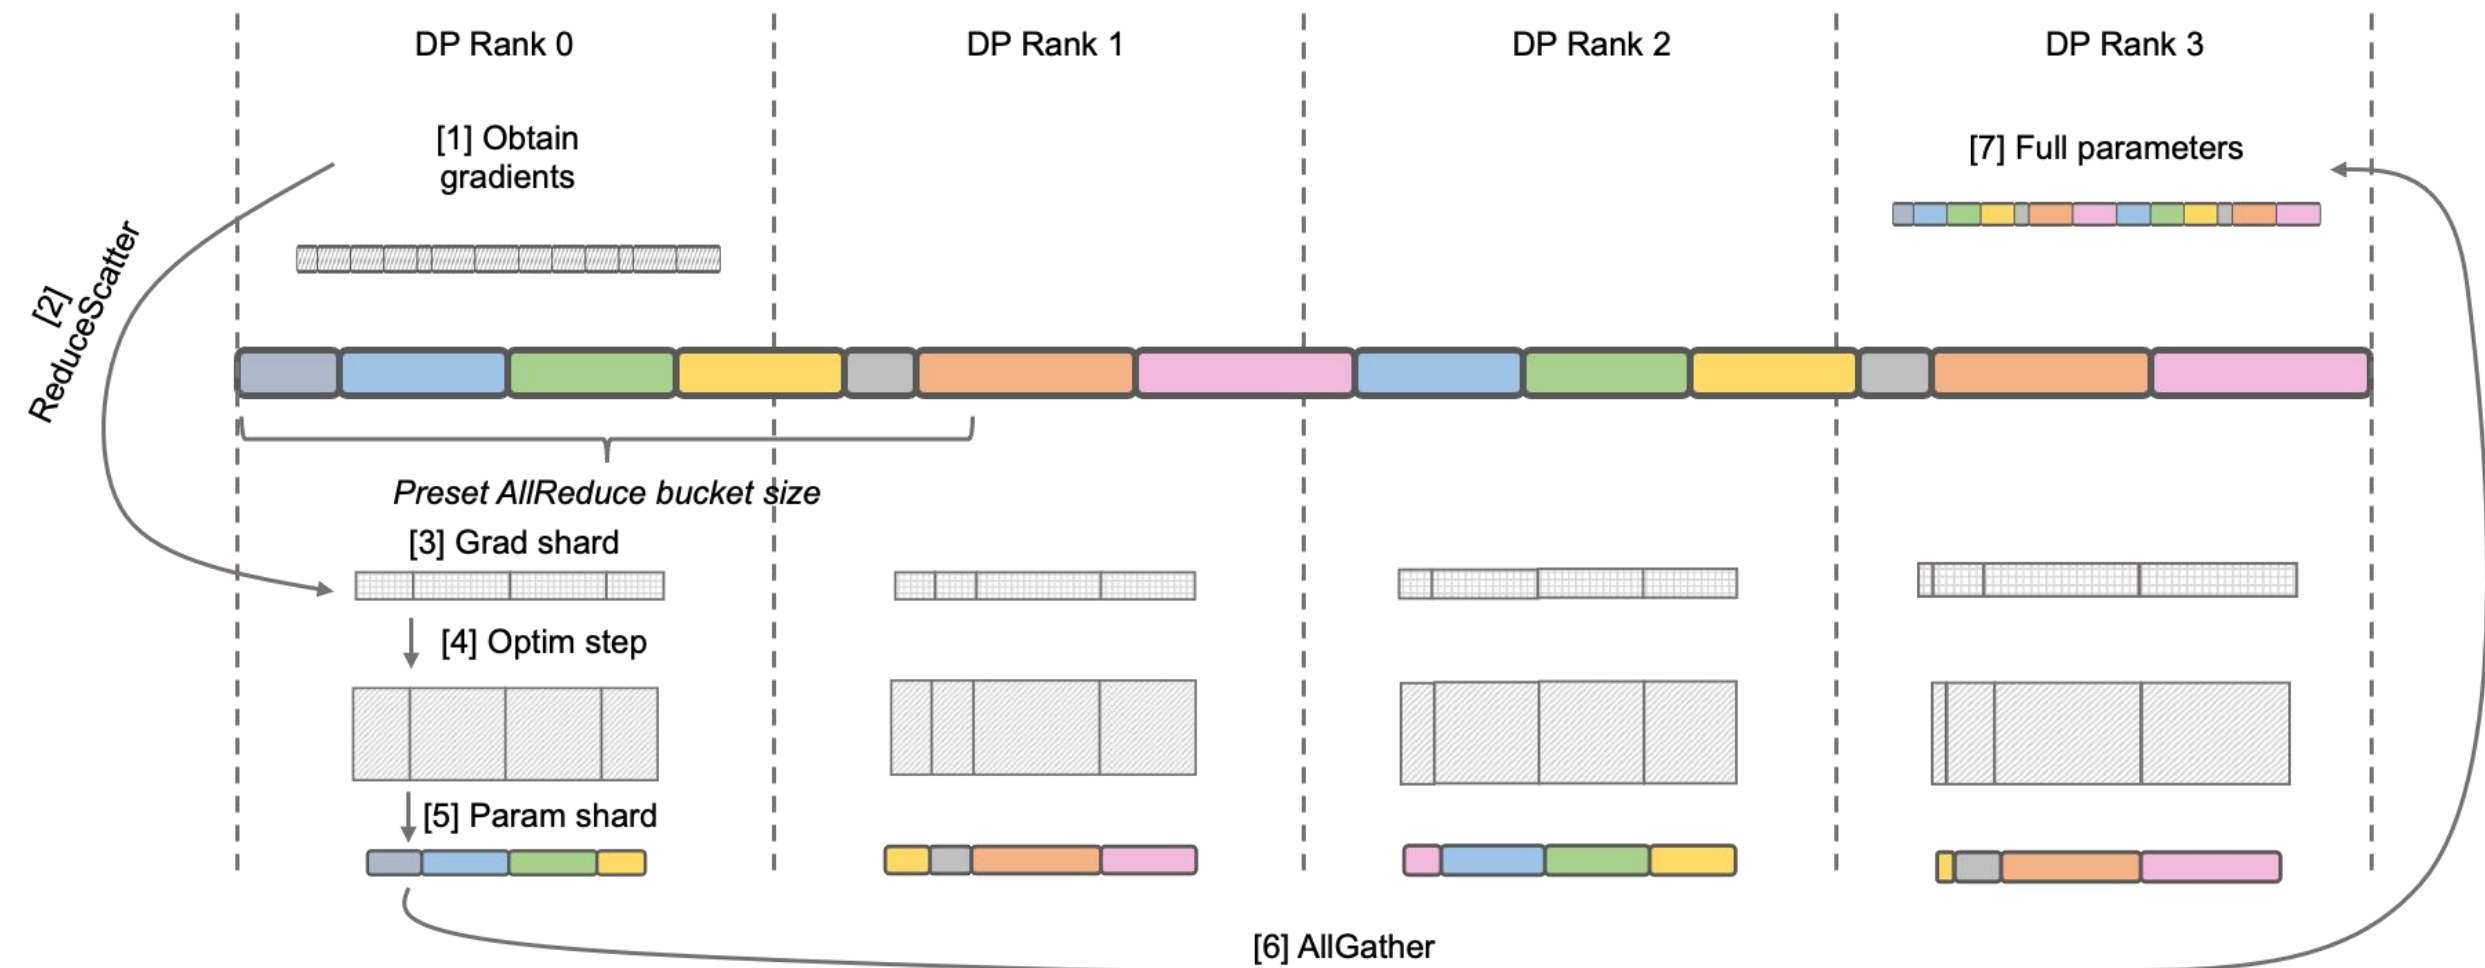 DP Rank 0
DP Rank 1
DP Rank 2
DP Rank 3
[1] Obtain
gradients
[7] Full parameters
[2]
ReduceScatter
Preset AllReduce bucket size
[3] Grad shard
[4] Optim step
[5] Param shard
[6] AllGather